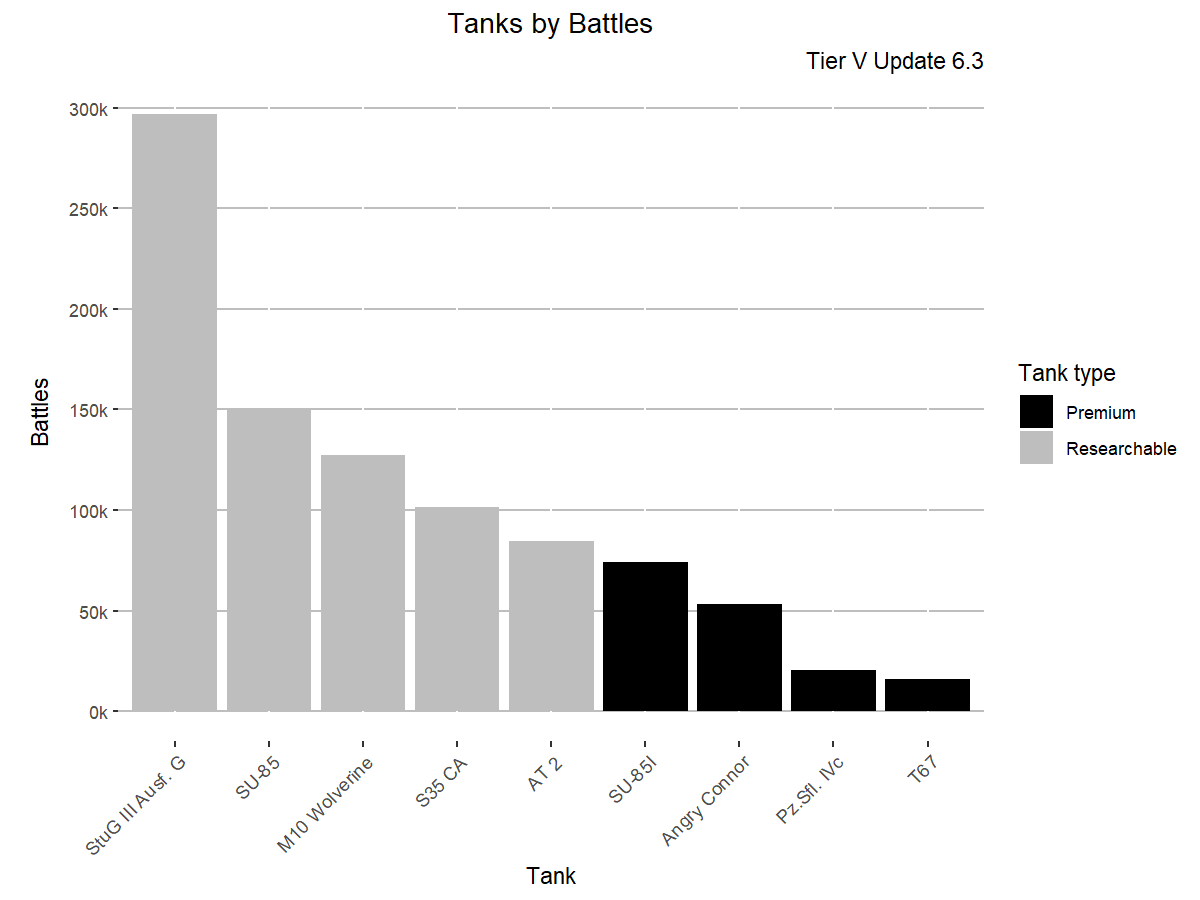 Tanks by Battles
Tier V Update 6.3
300k
250k
200k
150k
100k
50k
0k
Battles
StuG III Ausf. G
SU-85
M10 Wolverine
S35 CA
AT 2
SU-85I
Angry Connor
Pz.Sfl. IVc
T67
Tank
Tank type
Premium
Researchable